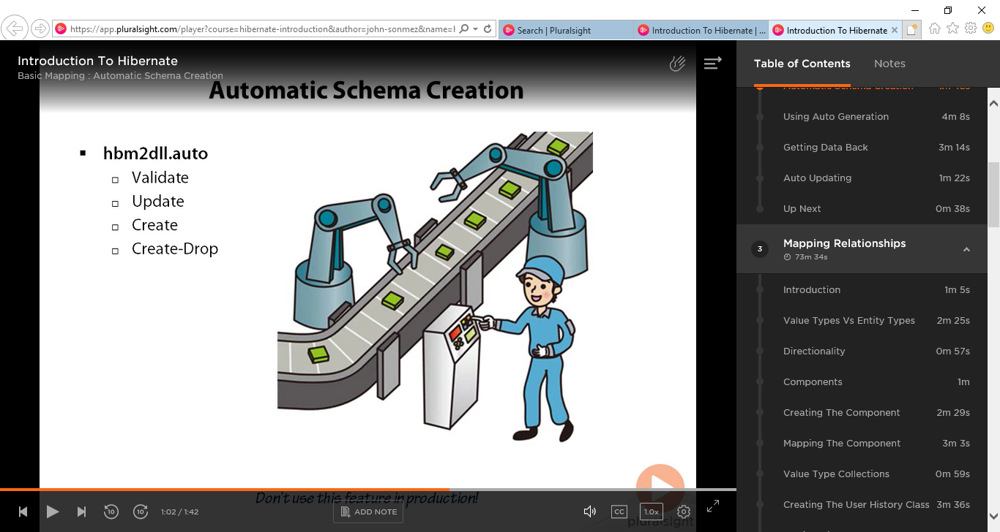 https://app.pluralsight.com/player?course=hibernate-introduction&author=john-sonmez&name=
Search | Pluralsight
Introduction To Hibernate | ...
Introduction To Hibernate
Introduction To Hibernate
Basic Mapping : Automatic Schema Creation
Table of Contents
Notes
Automatic Schema Creation
hbm2dll.auto
Validate
Update
Create
Create-Drop
Automatic Schema Creation
Using Auto Generation 4m 8s
Getting Data Back 3m 14s
Auto Updating 1m 22s
Up Next 0m 38s
3 Mapping Relationships
73m 34s
Introduction 1m 5s
Value Types Vs Entity Types 2m 25s
Directionality 0m 57s
Components 1m
Creating The Component 2m 29s
Mapping The Component 3m 3s
Value Type Collections 0m 59s
Creating The User History Class 3m 36s
Don't use this feature in production!
10
10
1:02 / 1:42
ADD NOTE
CC
1.0x
pluralsight